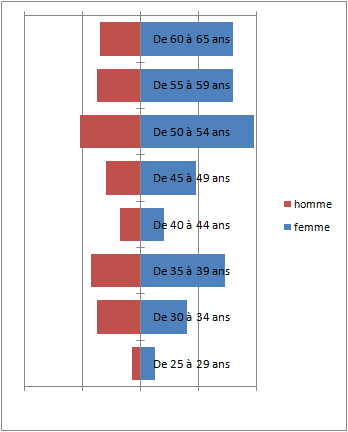 De 60 à 65 ans
De 55 à 59 ans
De 50 à 54 ans
De 45 à 49 ans
De 40 à 44 ans
De 35 à 39 ans
De 30 à 34 ans
De 25 à 29 ans
homme
femme